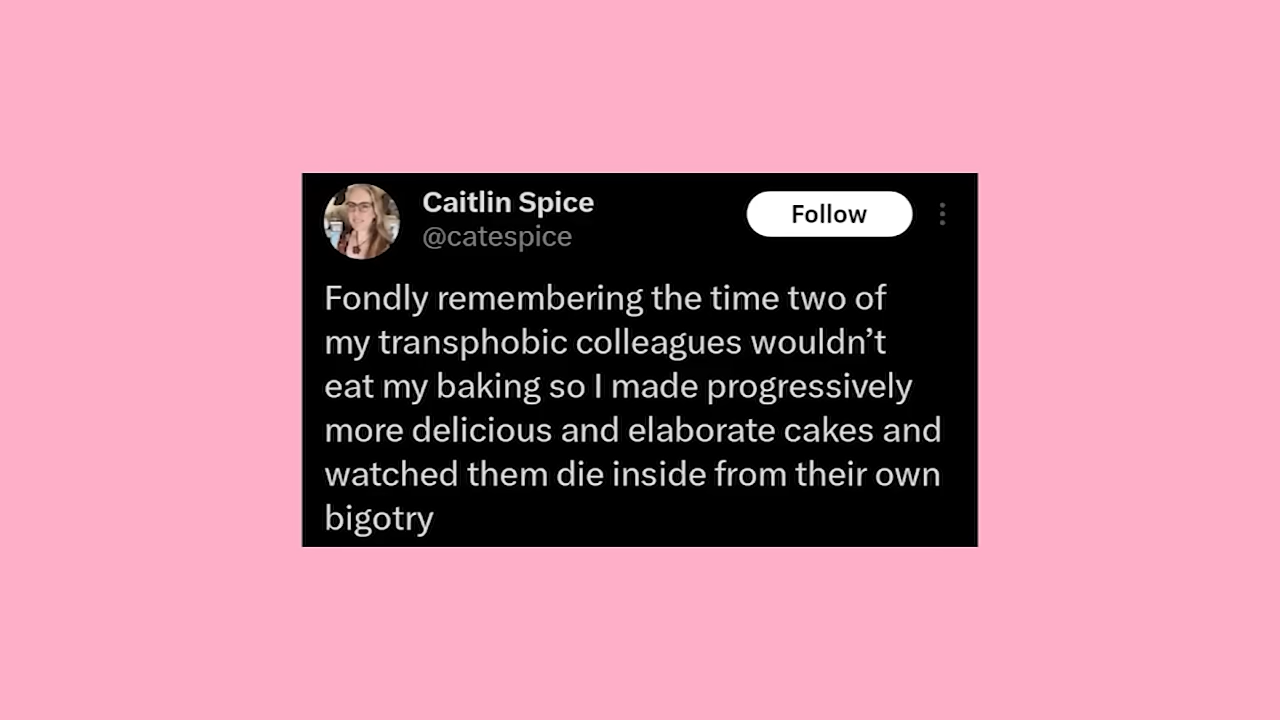 Caitlin Spice
@catespice
Follow
Fondly remembering the time two of
my transphobic colleagues wouldn’t
eat my baking so I made progressively
more delicious and elaborate cakes and
watched them die inside from their own
bigotry